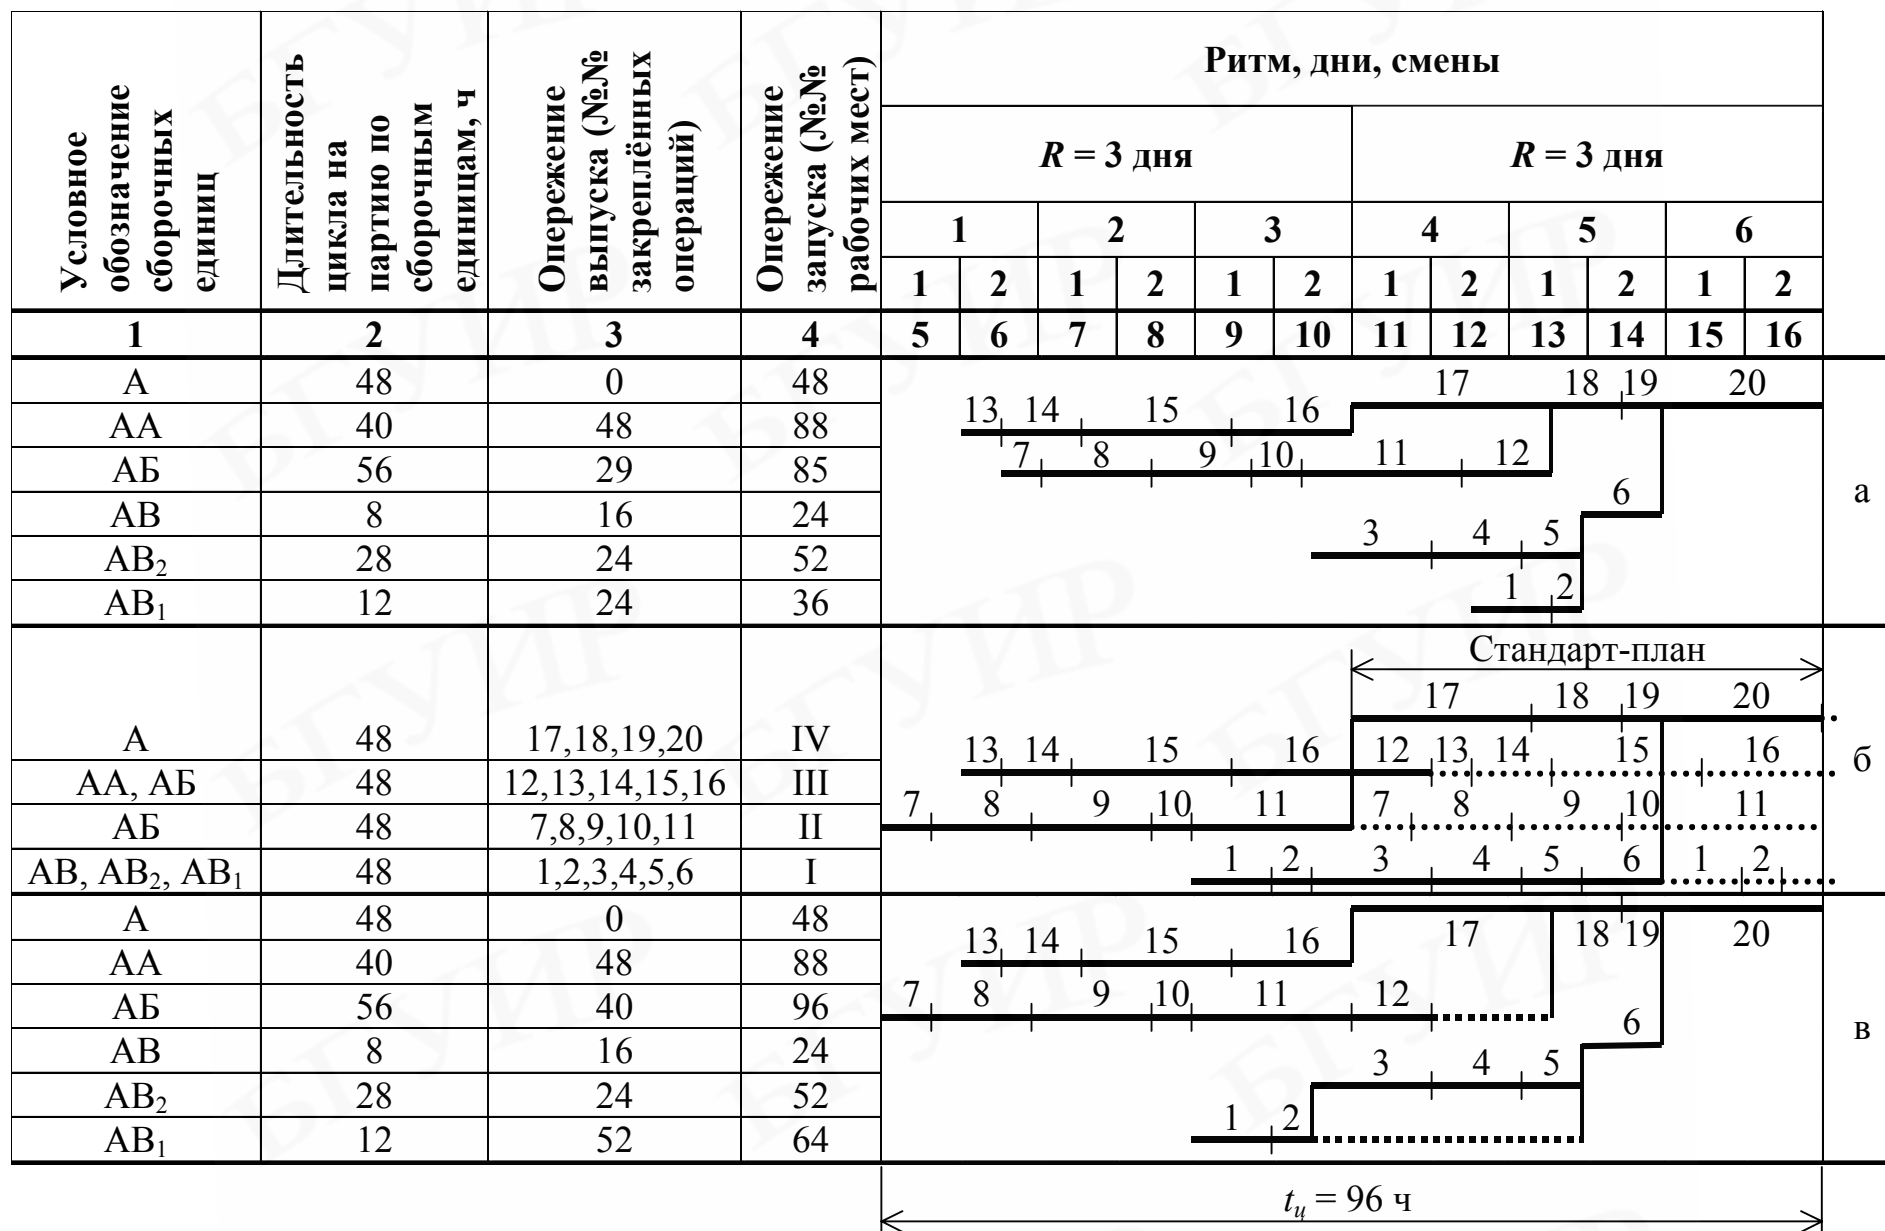 Условное обозначение сборочных единиц
Длительность цикла на партию по сборочным единицам, ч
Опережение выпуска (№№ закреплённых операций)
Опережение запуска (№№ рабочих мест)
Ритм, дни, смены
R = 3 дня R = 3 дня
1 2 3 4 5 6
1 2 1 2 1 2 1 2 1 2 1 2
1 2 3 4 5 6 7 8 9 10 11 12 13 14 15 16
А 48 0 48 17 18 19 20
АА 40 48 88 13 14 15 16
АБ 56 29 85 7 8 9 10 11 12
АВ 8 16 24 6
а
АВ₂ 28 24 52 3 4 5
АВ₁ 12 24 36 1 2
Стандарт-план
17 18 19 20
А 48 17,18,19,20 IV 13 14 15 16 12 13 14 15 16
б
АА, АБ 48 12,13,14,15,16 III 7 8 9 10 11 7 8 9 10 11
АБ 48 7,8,9,10,11 II
АВ, АВ₂, АВ₁ 48 1,2,3,4,5,6 I 1 2 3 4 5 6 1 2
А 48 0 48 17 18 19 20
АА 40 48 88 13 14 15 16
АБ 56 40 96 7 8 9 10 11 12
АВ 8 16 24 6
в
АВ₂ 28 24 52 3 4 5
АВ₁ 12 52 64 1 2
tц = 96 ч
БГУИР